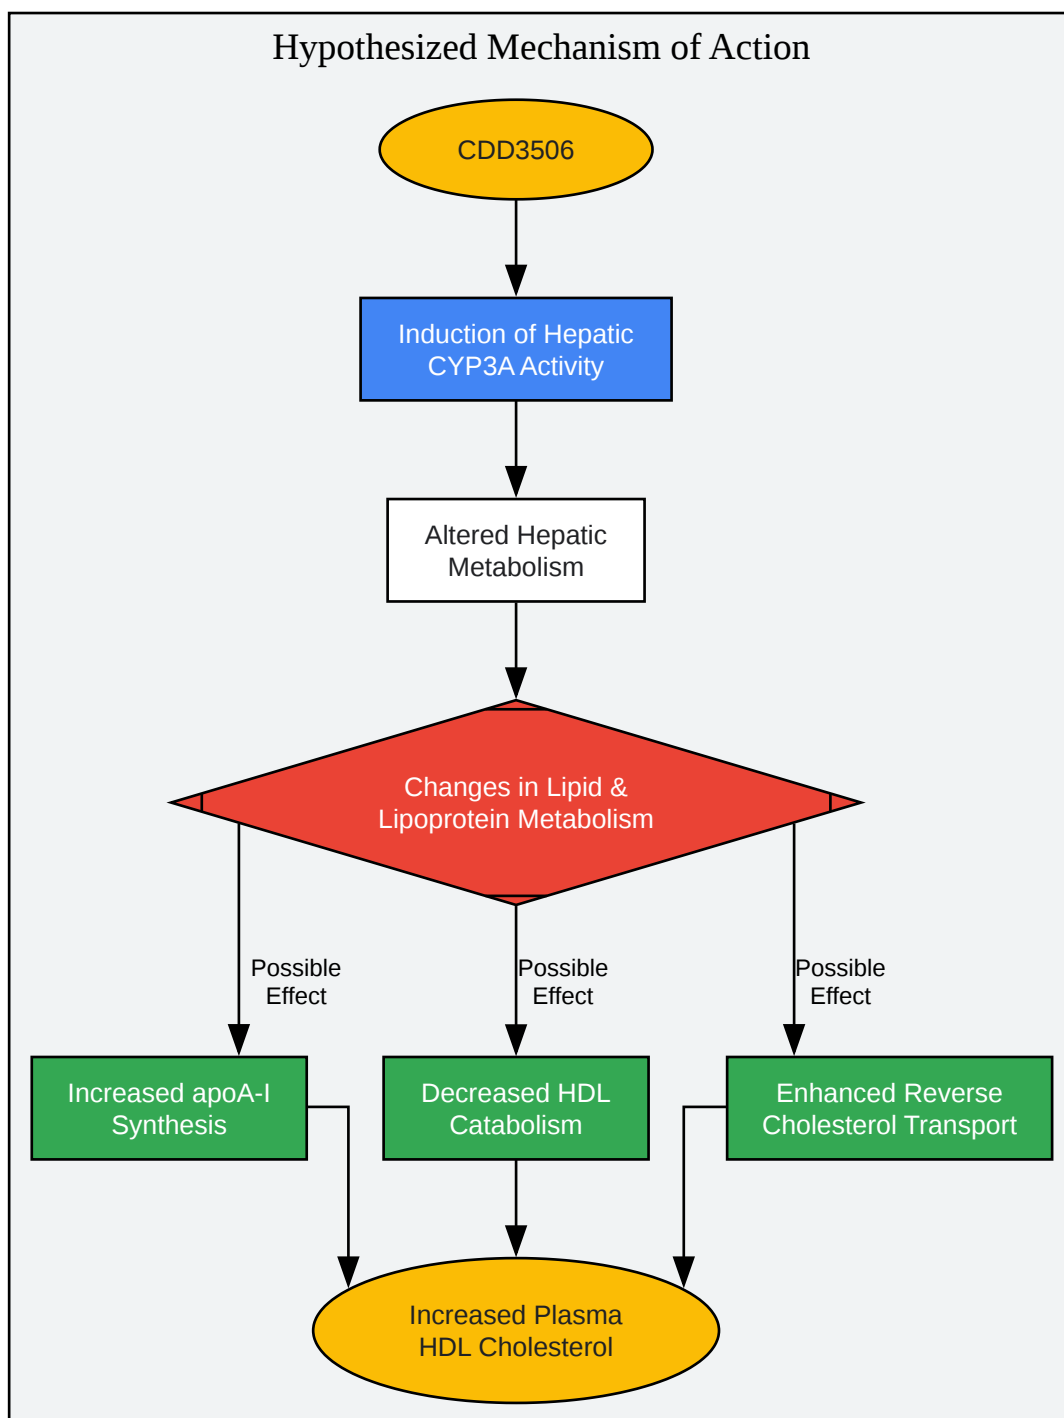 Hypothesized Mechanism of Action
CDD3506
Induction of Hepatic
CYP3A Activity
Altered Hepatic
Metabolism
Changes in Lipid &
Lipoprotein Metabolism
Possible
Effect
Possible
Effect
Possible
Effect
Increased apoA-I
Synthesis
Decreased HDL
Catabolism
Enhanced Reverse
Cholesterol Transport
Increased Plasma
HDL Cholesterol